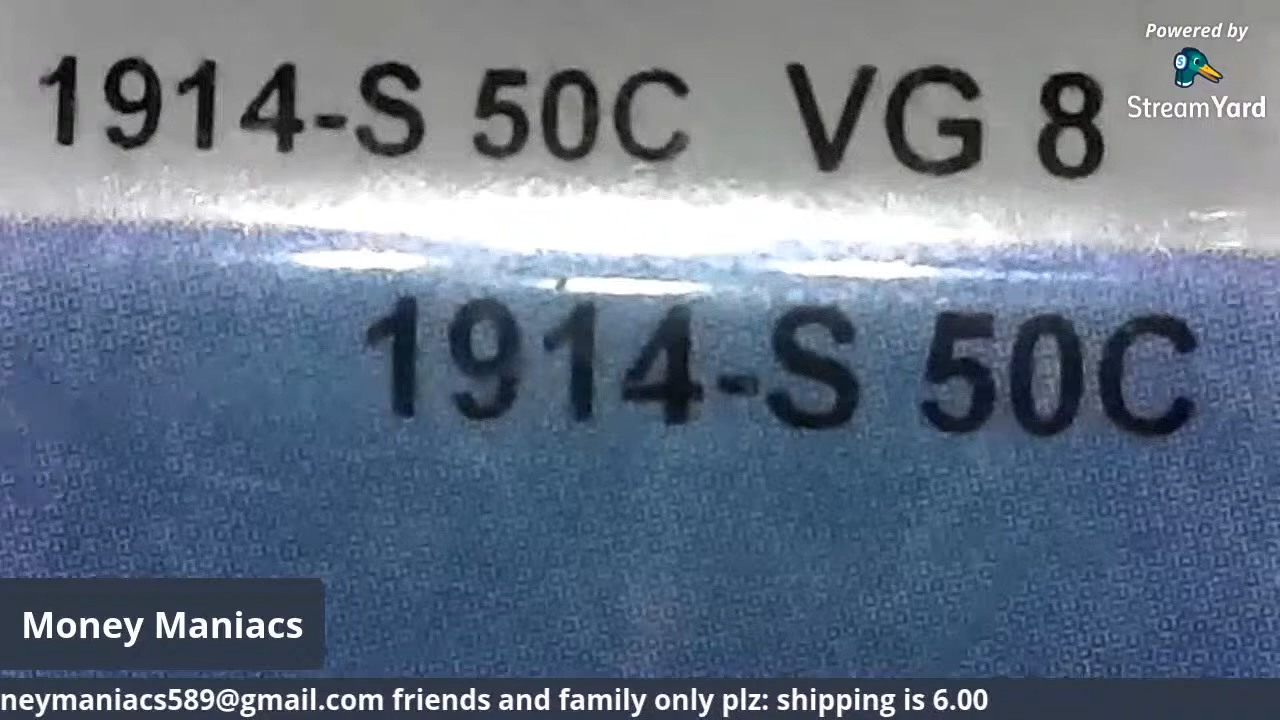 Powered by
StreamYard
1914-S 50C VG 8
1914-S 50C
Money Maniacs
neymaniacs589@gmail.com friends and family only plz: shipping is 6.00